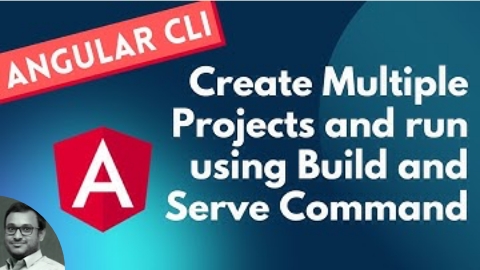 ANGULAR CLI
Create Multiple
Projects and run
using Build and
Serve Command
A